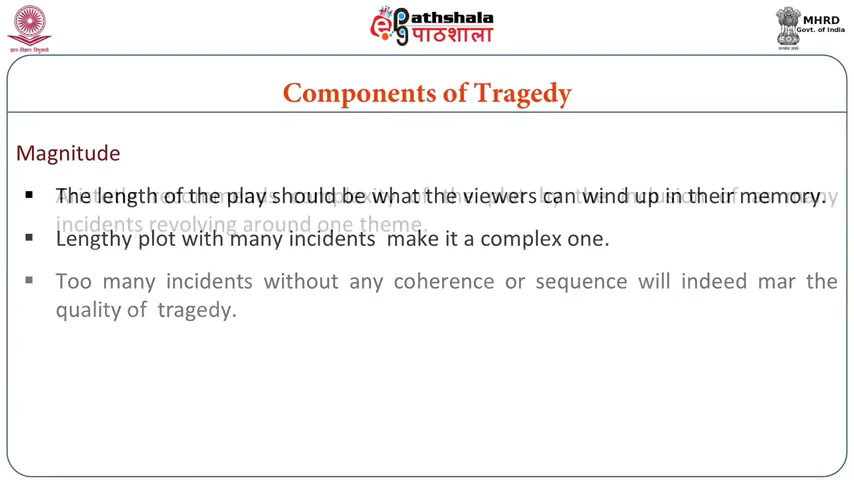 ePathshala
पाठशाला
MHRD
Govt. of India
Components of Tragedy
Magnitude
▪ The length of the play should be what the viewers can wind up in their memory.
incidents revolving around one theme.
▪ Lengthy plot with many incidents make it a complex one.
▪ Too many incidents without any coherence or sequence will indeed mar the
quality of tragedy.